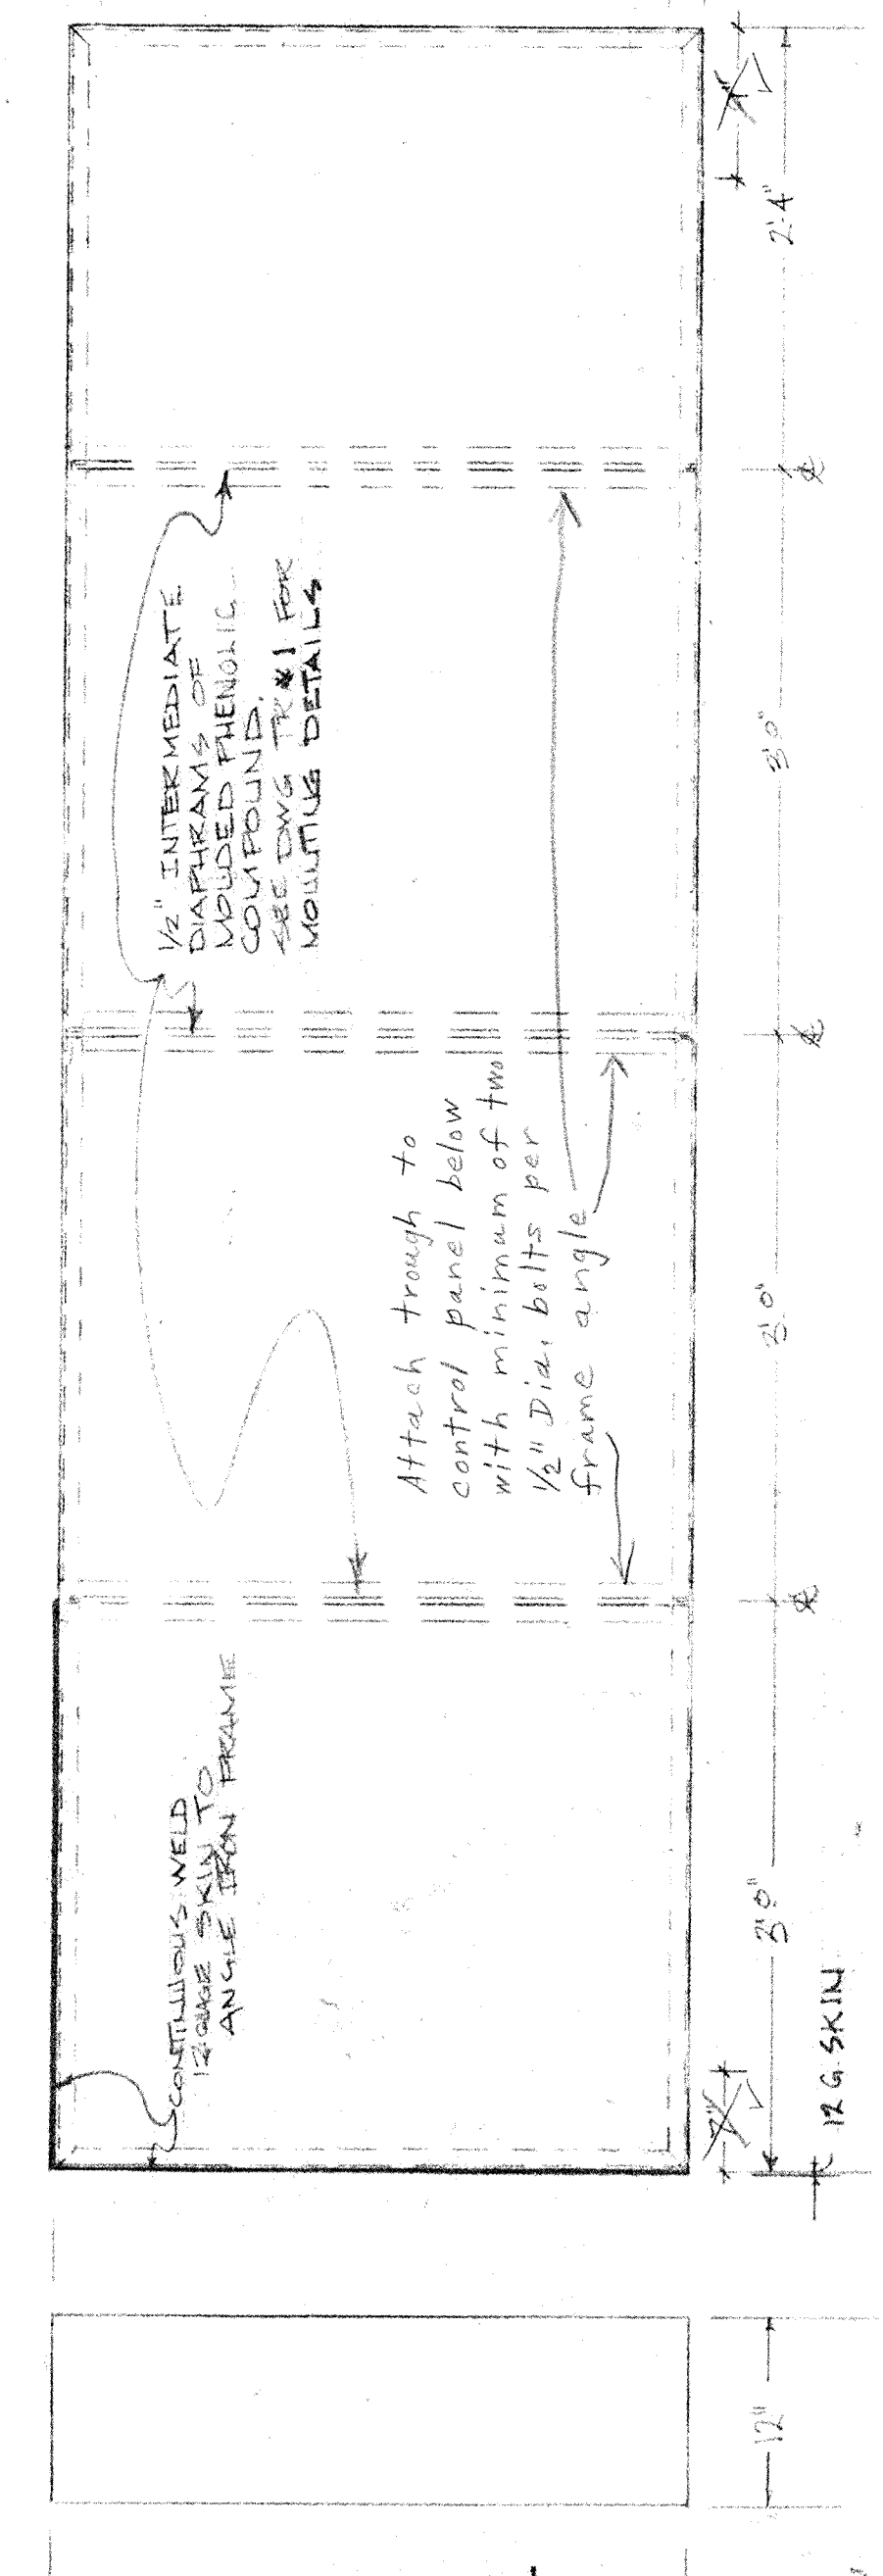 1/2" INTERMEDIATE
DIAPHRAMS OF
MOLDED PHENOLIC
COMPOUND.
SEE DWG TR #1 FOR
MOUNTING DETAILS
Attach trough to
control panel below
with minimum of two
1/2" Dia. bolts per
frame angle
CONTINUOUS WELD
12 GAGE SKIN TO
ANGLE IRON FRAME
12"
12 G. SKIN
3'0"
3'0"
3'0"
2'4"